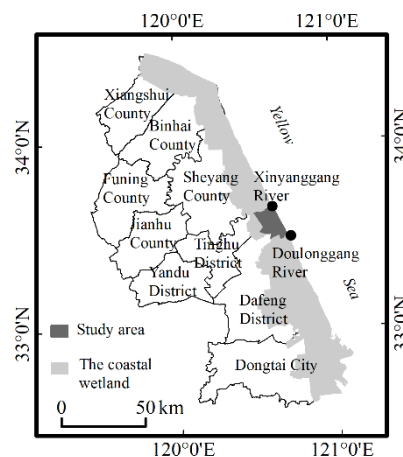 120°0′E
121°0′E
34°0′N
34°0′N
Xiangshui
County
Yellow
Binhai
County
Funing
County
Sheyang
County
Xinyanggang
River
Jianhu
County
Tinghu
District
Doulonggang
River
Yandu
District
Sea
Dafeng
District
33°0′N
33°0′N
Study area
The coastal
wetland
Dongtai City
0 50 km
120°0′E
121°0′E